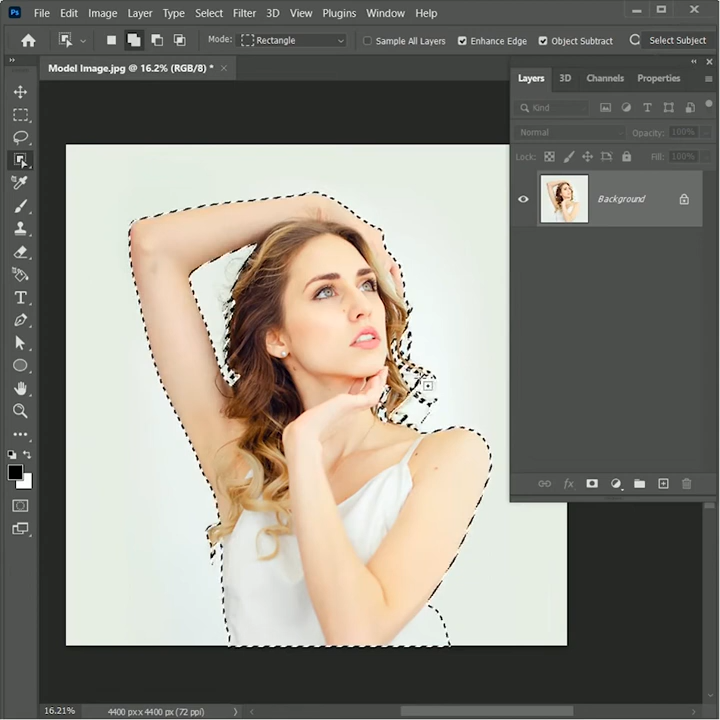 Ps File Edit Image Layer Type Select Filter 3D View Plugins Window Help
Mode: Rectangle Sample All Layers Enhance Edge Object Subtract Select Subject
Model Image.jpg @ 16.2% (RGB/8) * ×
Layers 3D Channels Properties
Kind
Normal Opacity: 100%
Lock: Fill: 100%
Background
fx
16.21% 4400 px x 4400 px (72 ppi)